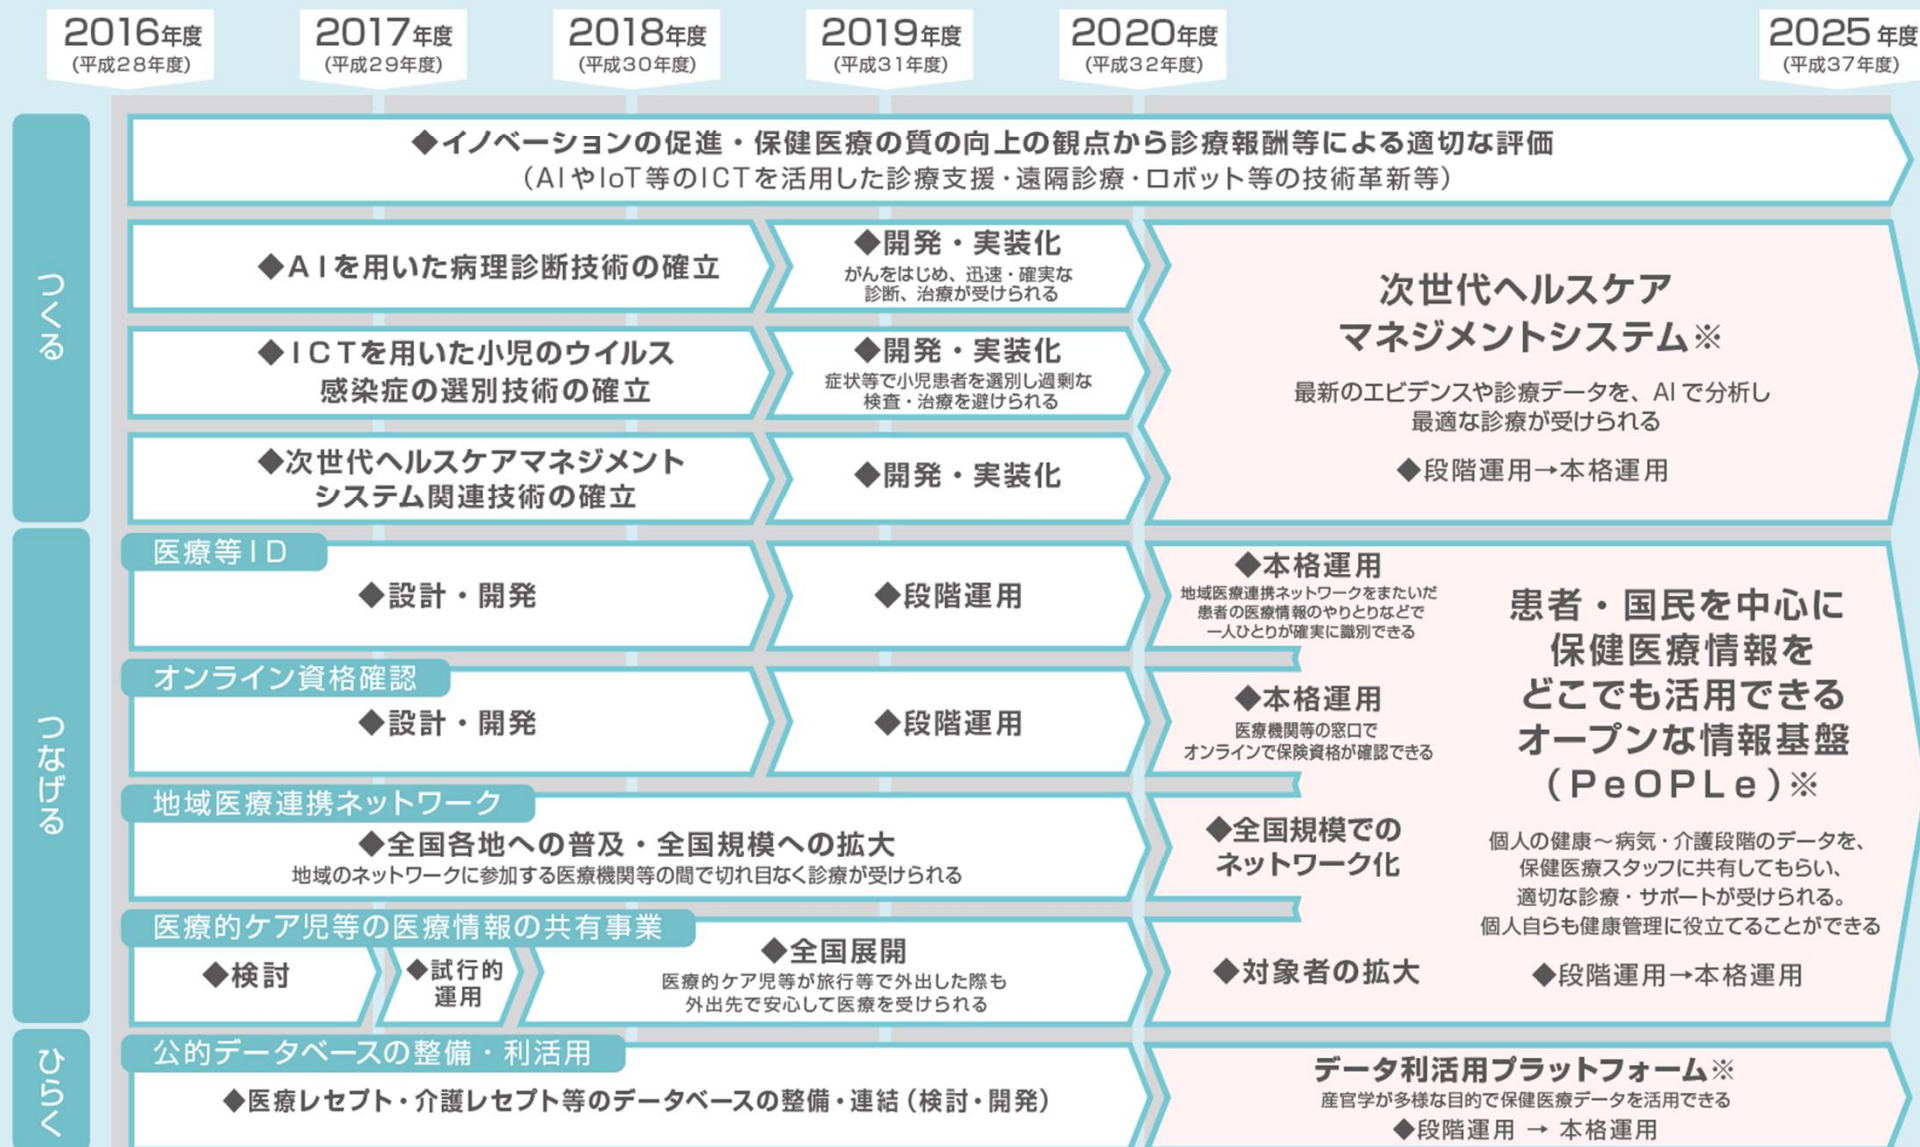 2016年度
(平成28年度)
2017年度
(平成29年度)
2018年度
(平成30年度)
2019年度
(平成31年度)
2020年度
(平成32年度)
2025年度
(平成37年度)
つくる
◆イノベーションの促進・保健医療の質の向上の観点から診療報酬等による適切な評価
(AIやIoT等のICTを活用した診療支援・遠隔診療・ロボット等の技術革新等)
◆AIを用いた病理診断技術の確立
◆開発・実装化
がんをはじめ、迅速・確実な
診断、治療が受けられる
◆ICTを用いた小児のウイルス
感染症の選別技術の確立
◆開発・実装化
症状等で小児患者を選別し過剰な
検査・治療を避けられる
◆次世代ヘルスケアマネジメント
システム関連技術の確立
◆開発・実装化
次世代ヘルスケア
マネジメントシステム※
最新のエビデンスや診療データを、AIで分析し
最適な診療が受けられる
◆段階運用→本格運用
つなげる
医療等ID
◆設計・開発
◆段階運用
◆本格運用
地域医療連携ネットワークをまたいだ
患者の医療情報のやりとりなどで
一人ひとりが確実に識別できる
オンライン資格確認
◆設計・開発
◆段階運用
◆本格運用
医療機関等の窓口で
オンラインで保険資格が確認できる
地域医療連携ネットワーク
◆全国各地への普及・全国規模への拡大
地域のネットワークに参加する医療機関等の間で切れ目なく診療が受けられる
◆全国規模での
ネットワーク化
医療的ケア児等の医療情報の共有事業
◆検討
◆試行的
運用
◆全国展開
医療的ケア児等が旅行等で外出した際も
外出先で安心して医療を受けられる
◆対象者の拡大
患者・国民を中心に
保健医療情報を
どこでも活用できる
オープンな情報基盤
(PeOPLe)※
個人の健康～病気・介護段階のデータを、
保健医療スタッフに共有してもらい、
適切な診療・サポートが受けられる。
個人自らも健康管理に役立てることができる
◆段階運用→本格運用
ひらく
公的データベースの整備・利活用
◆医療レセプト・介護レセプト等のデータベースの整備・連結(検討・開発)
データ利活用プラットフォーム※
産官学が多様な目的で保健医療データを活用できる
◆段階運用 → 本格運用